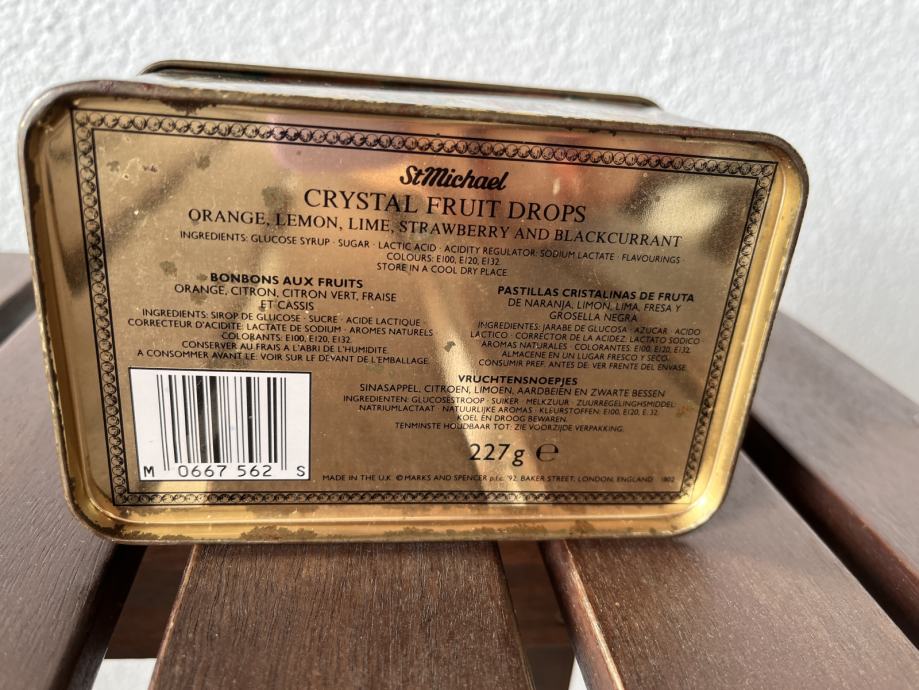 StMichael
CRYSTAL FRUIT DROPS
ORANGE, LEMON, LIME, STRAWBERRY AND BLACKCURRANT
INGREDIENTS: GLUCOSE SYRUP · SUGAR · LACTIC ACID · ACIDITY REGULATOR: SODIUM LACTATE · FLAVOURINGS
COLOURS: E100, E120, E132.
STORE IN A COOL DRY PLACE
BONBONS AUX FRUITS
ORANGE, CITRON, CITRON VERT, FRAISE
ET CASSIS
INGREDIENTS: SIROP DE GLUCOSE · SUCRE · ACIDE LACTIQUE
CORRECTEUR D'ACIDITE LACTATE DE SODIUM · AROMES NATURELS
COLORANTS: E100, E120, E132.
CONSERVER AU FRAIS A L'ABRI DE L'HUMIDITE.
A CONSOMMER AVANT LE: VOIR SUR LE DEVANT DE L'EMBALLAGE.
PASTILLAS CRISTALINAS DE FRUTA
DE NARANJA, LIMON, LIMA, FRESA Y
GROSELLA NEGRA
INGREDIENTES: JARABE DE GLUCOSA · AZUCAR · ACIDO
LACTICO · CORRECTOR DE LA ACIDEZ, LACTATO SODICO
AROMAS NATURALES · COLORANTES: E100, E120, E132.
ALMACENE EN UN LUGAR FRESCO Y SECO.
CONSUMIR PREF. ANTES DE: VER FRENTE DEL ENVASE.
VRUCHTENSNOEPJES
SINASAPPEL, CITROEN, LIMOEN, AARDBEIEN EN ZWARTE BESSEN
INGREDIENTEN: GLUCOSESTROOP · SUIKER · MELKZUUR · ZUURREGELINGHSMIDDEL:
NATRIUMLACTAAT · NATUURLIJKE AROMAS · KLEURSTOFFEN: E100, E120, E.32.
KOEL EN DROOG BEWAREN.
TENMINSTE HOUDBAAR TOT: ZIE VOORZIJDE VERPAKKING.
227g ℮
M 0667 562 S
MADE IN THE U.K. © MARKS AND SPENCER p.l.c. '92, BAKER STREET, LONDON, ENGLAND 1802